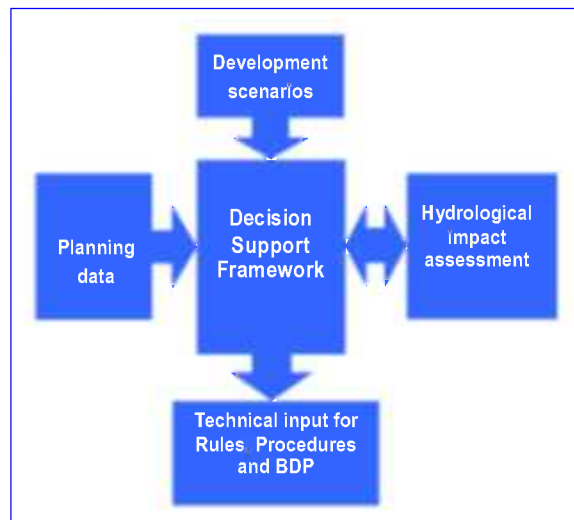 Development
scenarios
Planning
data
Decision
Support
Framework
Hydrological
impact
assessment
Technical input for
Rules, Procedures
and BDP